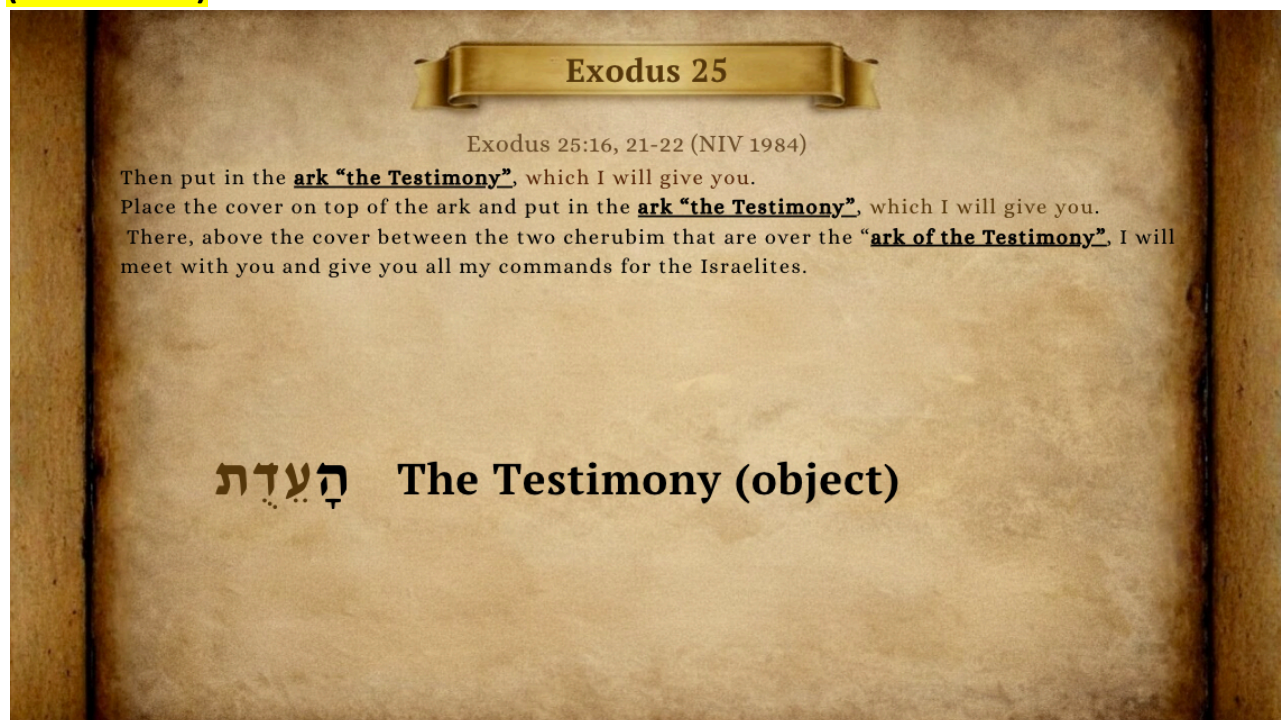 Exodus 25
Exodus 25:16, 21-22 (NIV 1984)
Then put in the ark “the Testimony”, which I will give you.
Place the cover on top of the ark and put in the ark “the Testimony”, which I will give you.
There, above the cover between the two cherubim that are over the “ark of the Testimony”, I will
meet with you and give you all my commands for the Israelites.
הָעֵדֻת The Testimony (object)